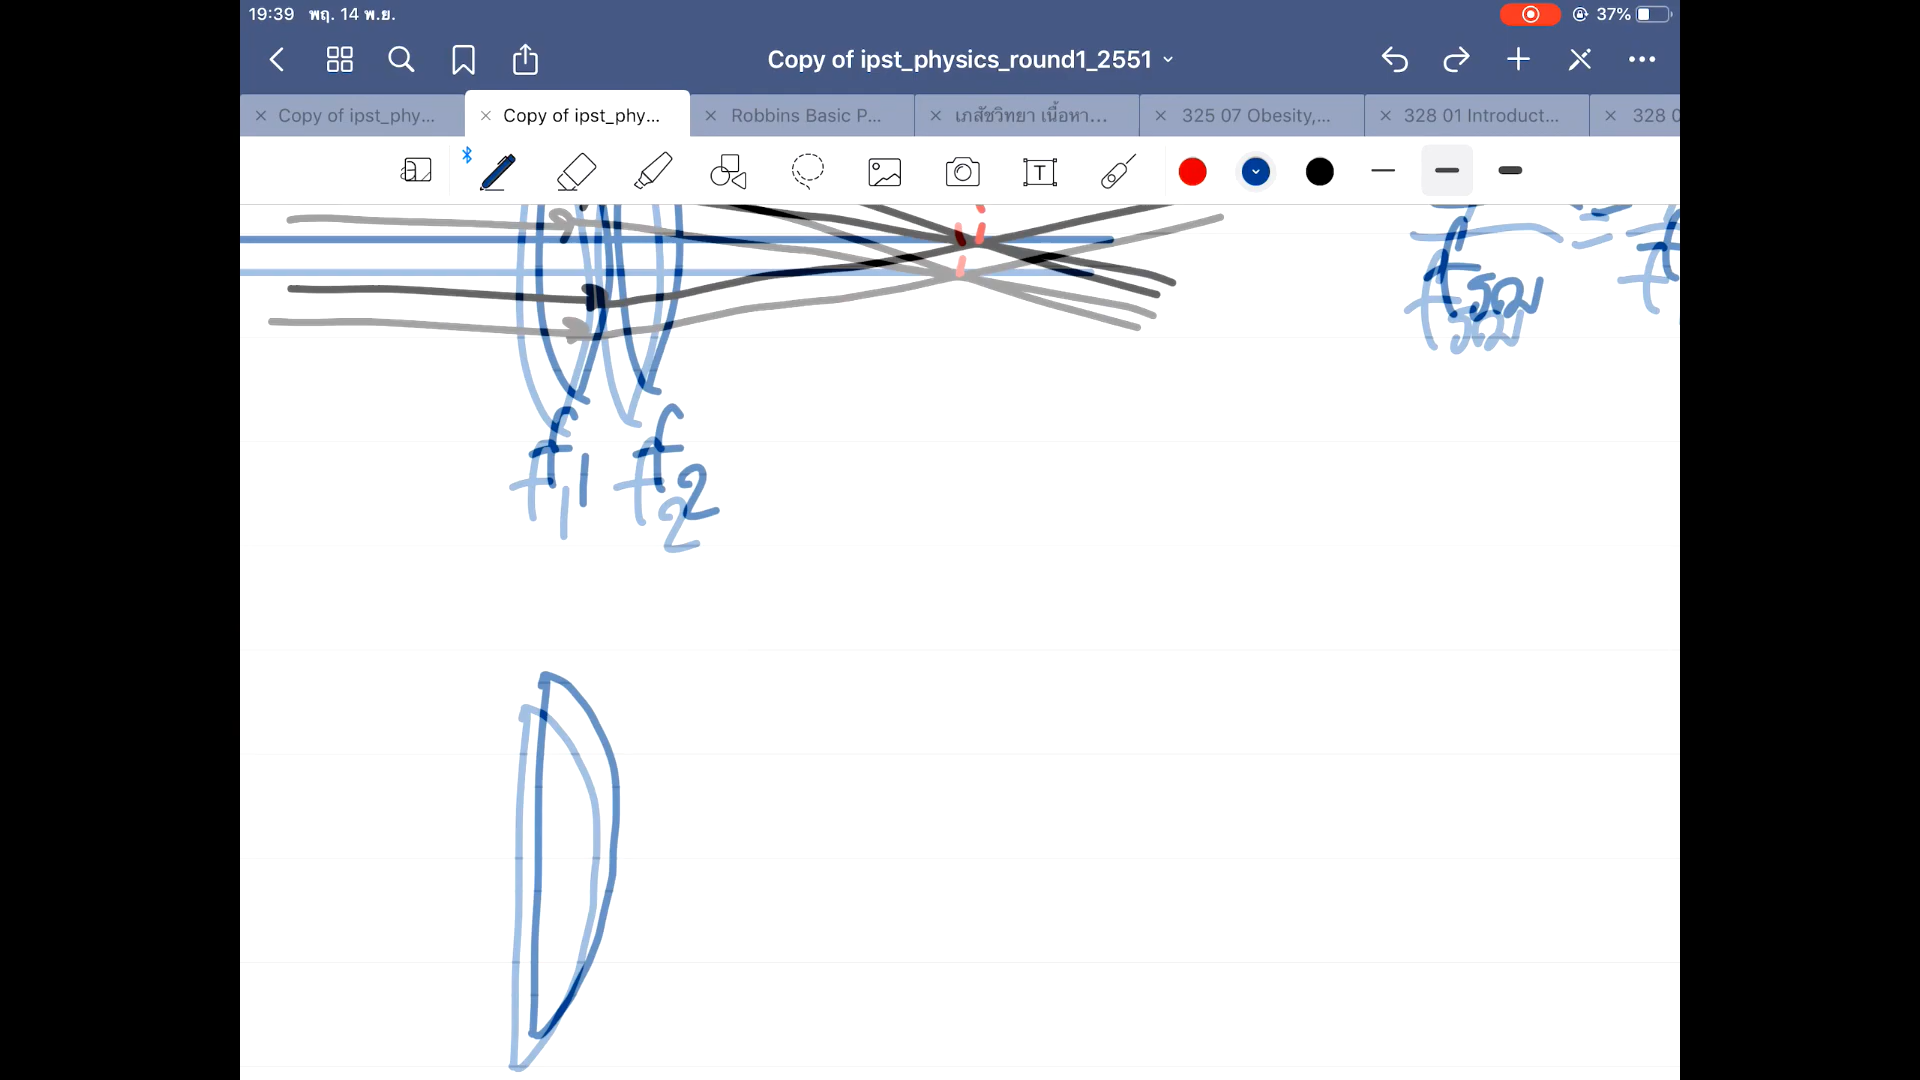 19:39 พฤ. 14 พ.ย.
37%
Copy of ipst_physics_round1_2551
Copy of ipst_phy...
Copy of ipst_phy...
Robbins Basic P...
เภสัชวิทยา เนื้อหา...
325 07 Obesity,...
328 01 Introduct...
328 0
f รวม
f1 f2